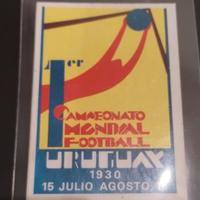 1er
CAMPEONATO
MUNDIAL
FOOTBALL
URUGUAY
1930
15 JULIO AGOSTO